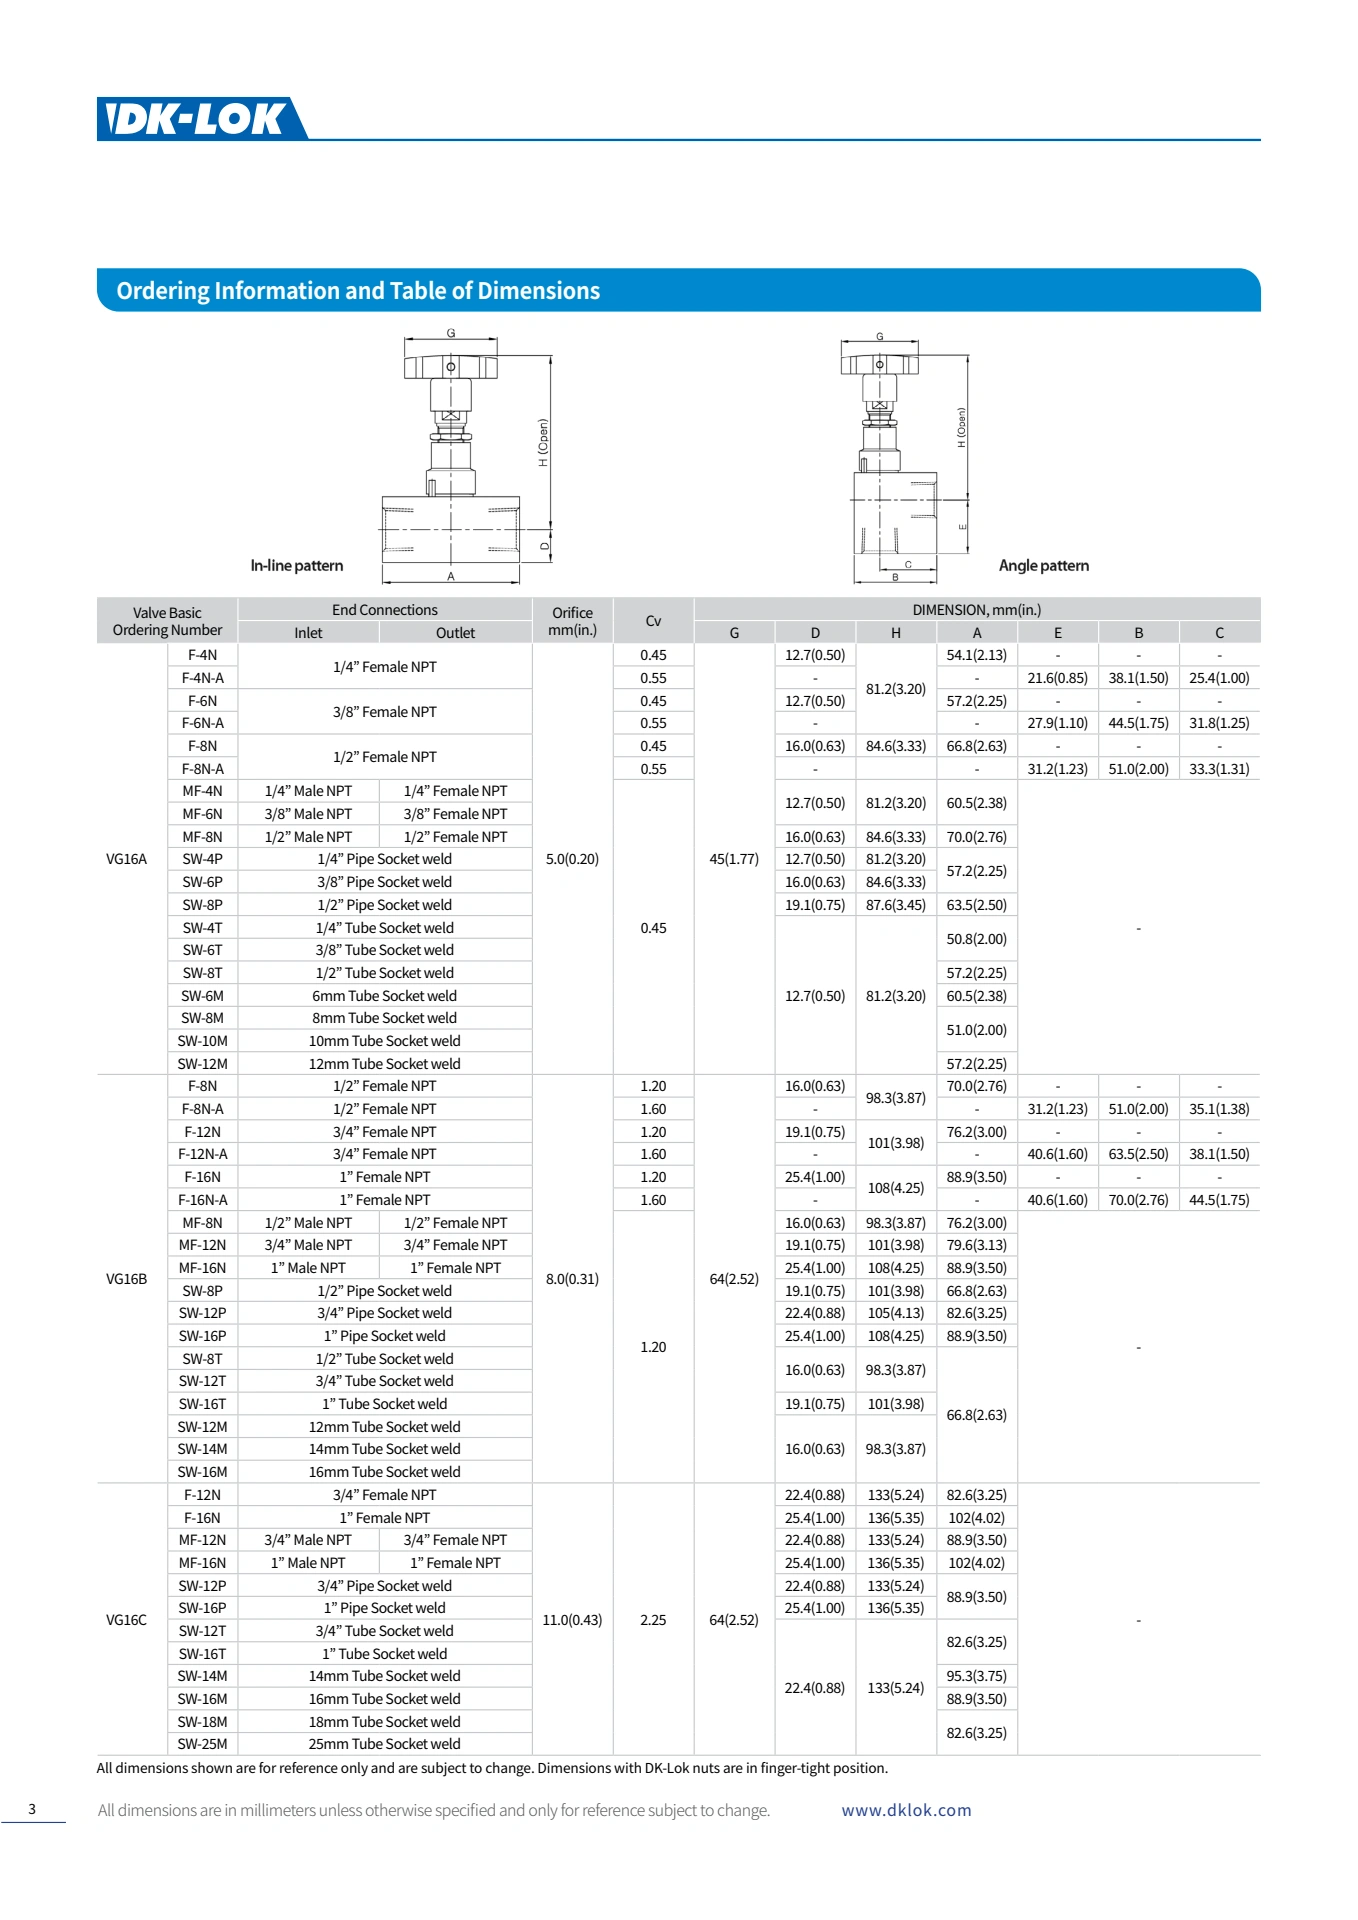 DK-LOK
Ordering Information and Table of Dimensions
G
H (Open)
D
A
In-line pattern
G
H (Open)
E
C
B
Angle pattern
Valve Basic Ordering Number | End Connections | Orifice mm(in.) | Cv | DIMENSION, mm(in.)
Inlet | Outlet | G | D | H | A | E | B | C
VG16A | 5.0(0.20) | 45(1.77)
F-4N | 1/4” Female NPT | 0.45 | 12.7(0.50) | 81.2(3.20) | 54.1(2.13) | - | - | -
F-4N-A | 0.55 | - | - | 21.6(0.85) | 38.1(1.50) | 25.4(1.00)
F-6N | 3/8” Female NPT | 0.45 | 12.7(0.50) | 57.2(2.25) | - | - | -
F-6N-A | 0.55 | - | - | 27.9(1.10) | 44.5(1.75) | 31.8(1.25)
F-8N | 1/2” Female NPT | 0.45 | 16.0(0.63) | 84.6(3.33) | 66.8(2.63) | - | - | -
F-8N-A | 0.55 | - | - | 31.2(1.23) | 51.0(2.00) | 33.3(1.31)
MF-4N | 1/4” Male NPT | 1/4” Female NPT | 0.45 | 12.7(0.50) | 81.2(3.20) | 60.5(2.38) | -
MF-6N | 3/8” Male NPT | 3/8” Female NPT
MF-8N | 1/2” Male NPT | 1/2” Female NPT | 16.0(0.63) | 84.6(3.33) | 70.0(2.76)
SW-4P | 1/4” Pipe Socket weld | 12.7(0.50) | 81.2(3.20) | 57.2(2.25)
SW-6P | 3/8” Pipe Socket weld | 16.0(0.63) | 84.6(3.33)
SW-8P | 1/2” Pipe Socket weld | 19.1(0.75) | 87.6(3.45) | 63.5(2.50)
SW-4T | 1/4” Tube Socket weld | 12.7(0.50) | 81.2(3.20) | 50.8(2.00)
SW-6T | 3/8” Tube Socket weld
SW-8T | 1/2” Tube Socket weld | 57.2(2.25)
SW-6M | 6mm Tube Socket weld | 60.5(2.38)
SW-8M | 8mm Tube Socket weld | 51.0(2.00)
SW-10M | 10mm Tube Socket weld
SW-12M | 12mm Tube Socket weld | 57.2(2.25)
VG16B | 8.0(0.31) | 64(2.52)
F-8N | 1/2” Female NPT | 1.20 | 16.0(0.63) | 98.3(3.87) | 70.0(2.76) | - | - | -
F-8N-A | 1/2” Female NPT | 1.60 | - | - | 31.2(1.23) | 51.0(2.00) | 35.1(1.38)
F-12N | 3/4” Female NPT | 1.20 | 19.1(0.75) | 101(3.98) | 76.2(3.00) | - | - | -
F-12N-A | 3/4” Female NPT | 1.60 | - | - | 40.6(1.60) | 63.5(2.50) | 38.1(1.50)
F-16N | 1” Female NPT | 1.20 | 25.4(1.00) | 108(4.25) | 88.9(3.50) | - | - | -
F-16N-A | 1” Female NPT | 1.60 | - | - | 40.6(1.60) | 70.0(2.76) | 44.5(1.75)
MF-8N | 1/2” Male NPT | 1/2” Female NPT | 1.20 | 16.0(0.63) | 98.3(3.87) | 76.2(3.00) | -
MF-12N | 3/4” Male NPT | 3/4” Female NPT | 19.1(0.75) | 101(3.98) | 79.6(3.13)
MF-16N | 1” Male NPT | 1” Female NPT | 25.4(1.00) | 108(4.25) | 88.9(3.50)
SW-8P | 1/2” Pipe Socket weld | 19.1(0.75) | 101(3.98) | 66.8(2.63)
SW-12P | 3/4” Pipe Socket weld | 22.4(0.88) | 105(4.13) | 82.6(3.25)
SW-16P | 1” Pipe Socket weld | 25.4(1.00) | 108(4.25) | 88.9(3.50)
SW-8T | 1/2” Tube Socket weld | 16.0(0.63) | 98.3(3.87) | 66.8(2.63)
SW-12T | 3/4” Tube Socket weld
SW-16T | 1” Tube Socket weld | 19.1(0.75) | 101(3.98)
SW-12M | 12mm Tube Socket weld | 16.0(0.63) | 98.3(3.87)
SW-14M | 14mm Tube Socket weld
SW-16M | 16mm Tube Socket weld
VG16C | 11.0(0.43) | 2.25 | 64(2.52) | -
F-12N | 3/4” Female NPT | 22.4(0.88) | 133(5.24) | 82.6(3.25)
F-16N | 1” Female NPT | 25.4(1.00) | 136(5.35) | 102(4.02)
MF-12N | 3/4” Male NPT | 3/4” Female NPT | 22.4(0.88) | 133(5.24) | 88.9(3.50)
MF-16N | 1” Male NPT | 1” Female NPT | 25.4(1.00) | 136(5.35) | 102(4.02)
SW-12P | 3/4” Pipe Socket weld | 22.4(0.88) | 133(5.24) | 88.9(3.50)
SW-16P | 1” Pipe Socket weld | 25.4(1.00) | 136(5.35)
SW-12T | 3/4” Tube Socket weld | 22.4(0.88) | 133(5.24) | 82.6(3.25)
SW-16T | 1” Tube Socket weld
SW-14M | 14mm Tube Socket weld | 95.3(3.75)
SW-16M | 16mm Tube Socket weld | 88.9(3.50)
SW-18M | 18mm Tube Socket weld | 82.6(3.25)
SW-25M | 25mm Tube Socket weld
All dimensions shown are for reference only and are subject to change. Dimensions with DK-Lok nuts are in finger-tight position.
3
All dimensions are in millimeters unless otherwise specified and only for reference subject to change.
www.dklok.com